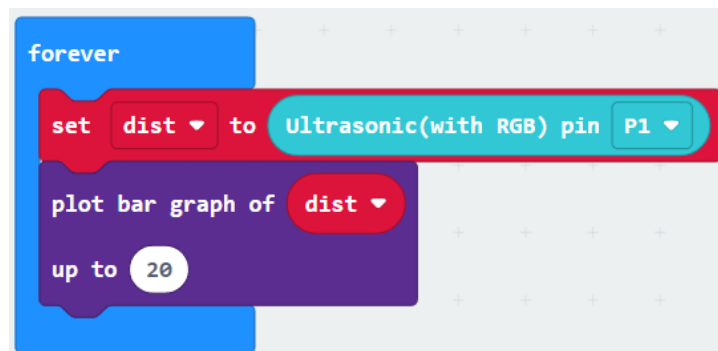 forever
set dist to Ultrasonic(with RGB) pin P1
plot bar graph of dist
up to 20